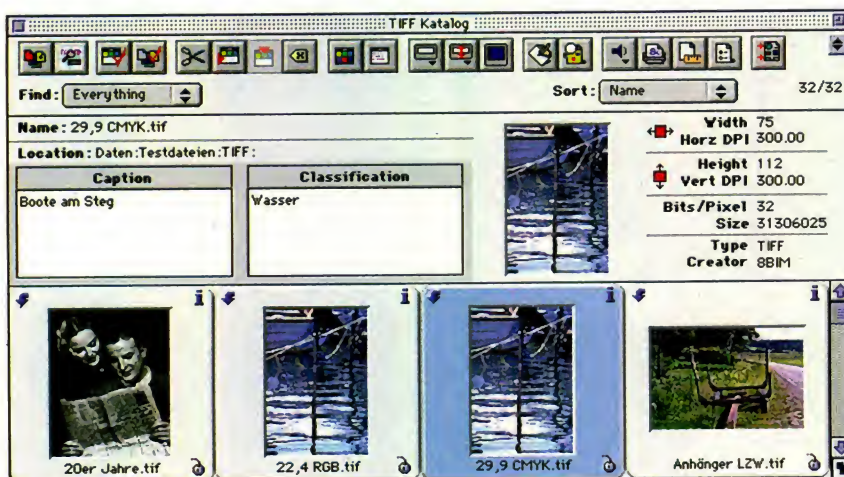 TIFF Katalog
Find: Everything
Sort: Name
32/32
Name: 29,9 CMYK.tif
Location: Daten:Testdateien:TIFF:
Caption
Boote am Steg
Classification
Wasser
Width 75
Horz DPI 300.00
Height 112
Vert DPI 300.00
Bits/Pixel 32
Size 31306025
Type TIFF
Creator 8BIM
20er Jahre.tif
22,4 RGB.tif
29,9 CMYK.tif
Anhänger LZW.tif